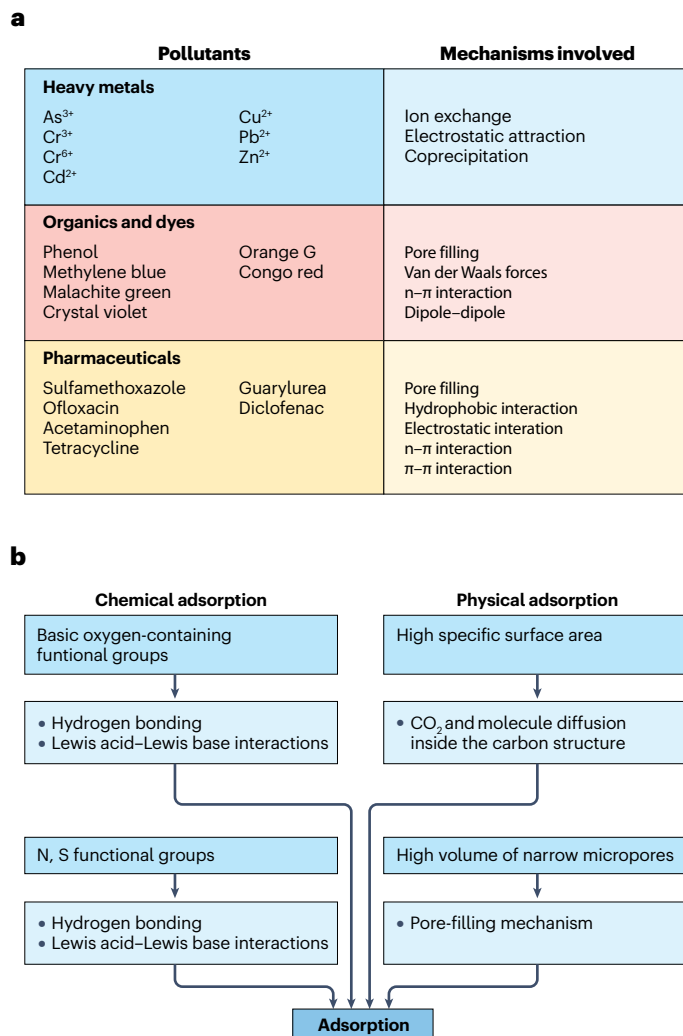 a
Pollutants
Mechanisms involved
Heavy metals
As³⁺
Cr³⁺
Cr⁶⁺
Cd²⁺
Cu²⁺
Pb²⁺
Zn²⁺
Ion exchange
Electrostatic attraction
Coprecipitation
Organics and dyes
Phenol
Methylene blue
Malachite green
Crystal violet
Orange G
Congo red
Pore filling
Van der Waals forces
n–π interaction
Dipole–dipole
Pharmaceuticals
Sulfamethoxazole
Ofloxacin
Acetaminophen
Tetracycline
Guarylurea
Diclofenac
Pore filling
Hydrophobic interaction
Electrostatic interation
n–π interaction
π–π interaction
b
Chemical adsorption
Physical adsorption
Basic oxygen-containing
funtional groups
High specific surface area
• Hydrogen bonding
• Lewis acid–Lewis base interactions
• CO₂ and molecule diffusion
inside the carbon structure
N, S functional groups
High volume of narrow micropores
• Hydrogen bonding
• Lewis acid–Lewis base interactions
• Pore-filling mechanism
Adsorption